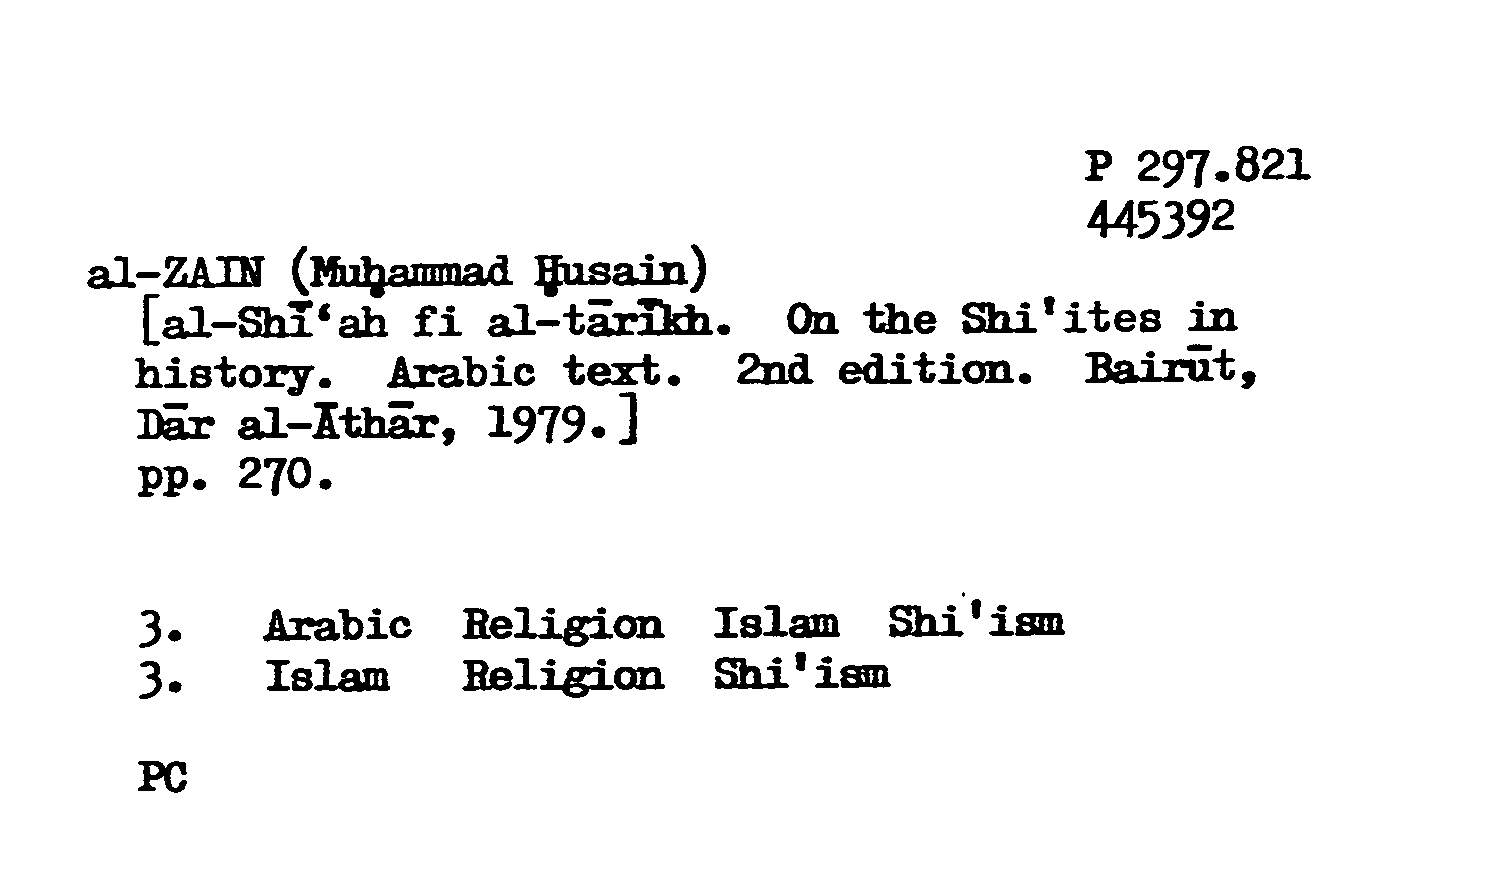 P 297.821
445392
al-ZAIN (Muḥammad Ḥusain)
[al-Shī‘ah fi al-tārīkh. On the Shi'ites in
history. Arabic text. 2nd edition. Bairūt,
Dār al-Āthār, 1979.]
pp. 270.
3. Arabic Religion Islam Shi'ism
3. Islam Religion Shi'ism
PC